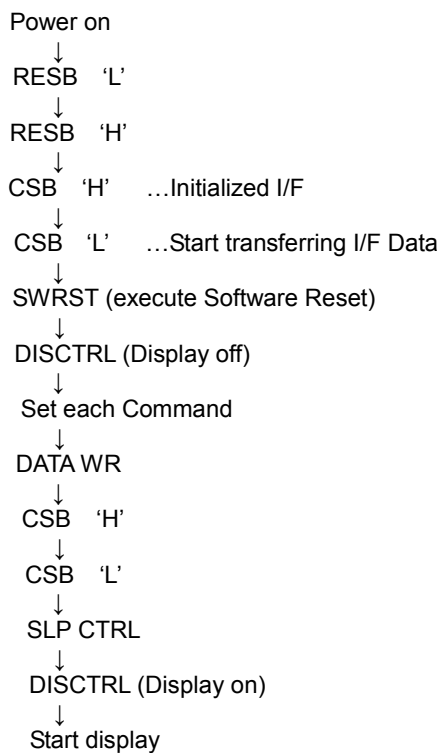 Power on
↓
RESB 'L'
↓
RESB 'H'
↓
CSB 'H' …Initialized I/F
↓
CSB 'L' …Start transferring I/F Data
↓
SWRST (execute Software Reset)
↓
DISCTRL (Display off)
↓
Set each Command
↓
DATA WR
↓
CSB 'H'
↓
CSB 'L'
↓
SLP CTRL
↓
DISCTRL (Display on)
↓
Start display